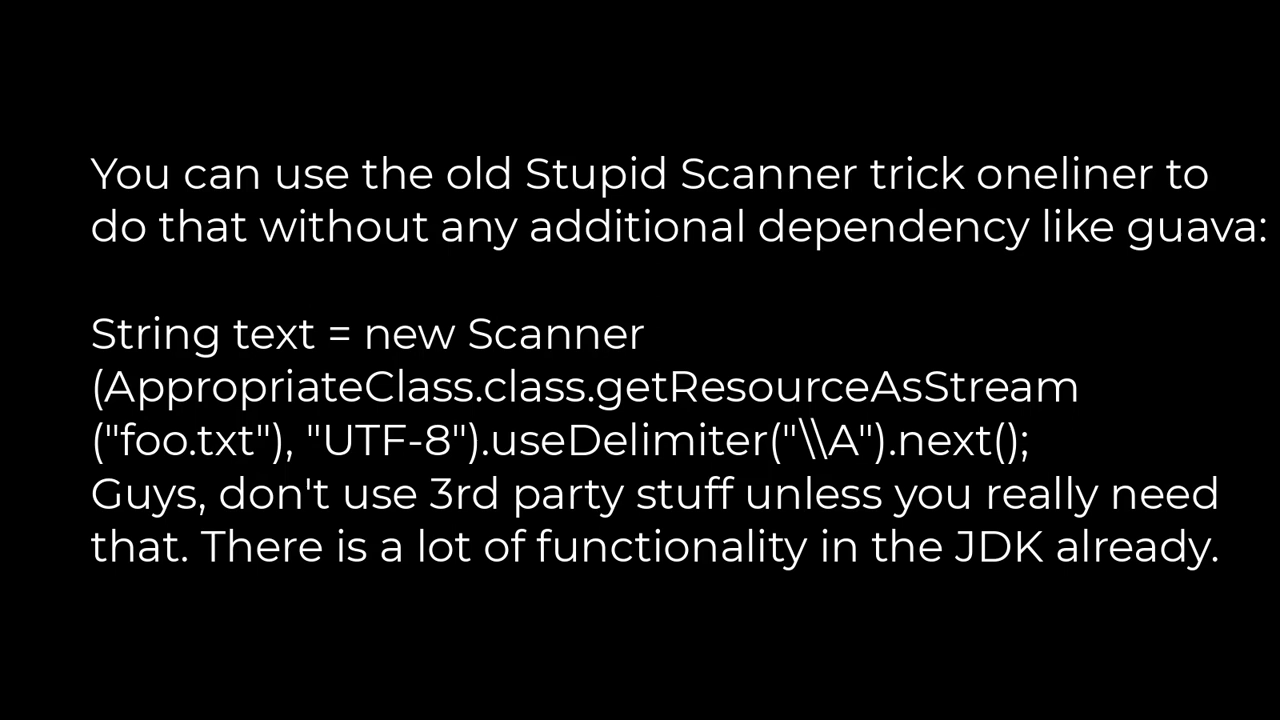 You can use the old Stupid Scanner trick oneliner to
do that without any additional dependency like guava:
String text = new Scanner
(AppropriateClass.class.getResourceAsStream
("foo.txt"), "UTF-8").useDelimiter("\\A").next();
Guys, don't use 3rd party stuff unless you really need
that. There is a lot of functionality in the JDK already.